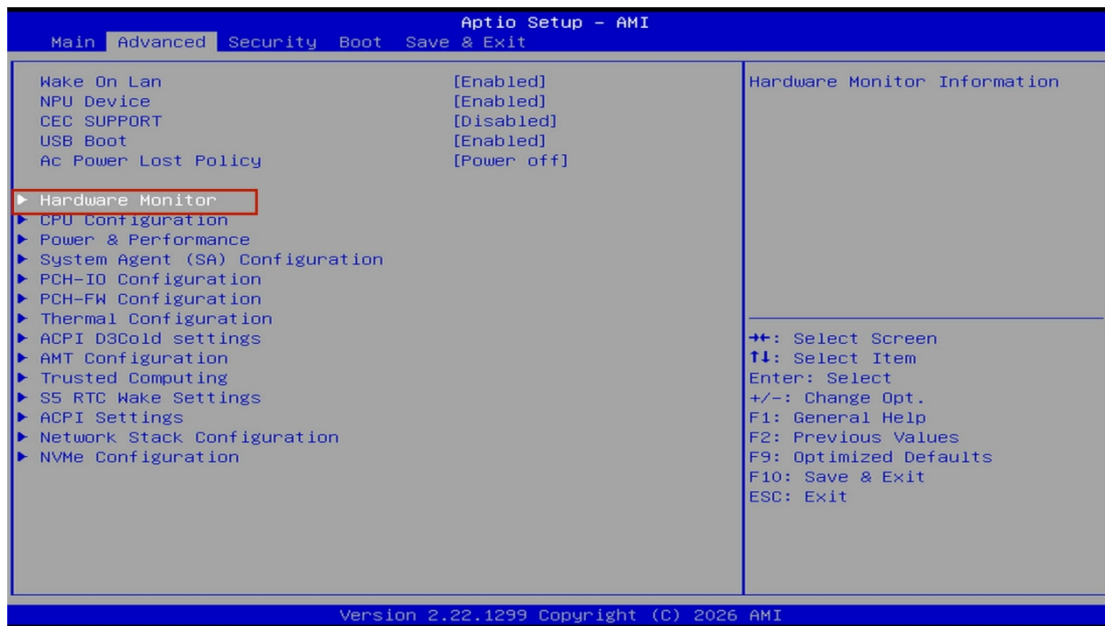 Aptio Setup – AMI
Main Advanced Security Boot Save & Exit
Wake On Lan [Enabled]
NPU Device [Enabled]
CEC SUPPORT [Disabled]
USB Boot [Enabled]
Ac Power Lost Policy [Power off]
▶ Hardware Monitor
▶ CPU Configuration
▶ Power & Performance
▶ System Agent (SA) Configuration
▶ PCH-IO Configuration
▶ PCH-FW Configuration
▶ Thermal Configuration
▶ ACPI D3Cold settings
▶ AMT Configuration
▶ Trusted Computing
▶ S5 RTC Wake Settings
▶ ACPI Settings
▶ Network Stack Configuration
▶ NVMe Configuration
Hardware Monitor Information
→←: Select Screen
↑↓: Select Item
Enter: Select
+/-: Change Opt.
F1: General Help
F2: Previous Values
F9: Optimized Defaults
F10: Save & Exit
ESC: Exit
Version 2.22.1299 Copyright (C) 2026 AMI